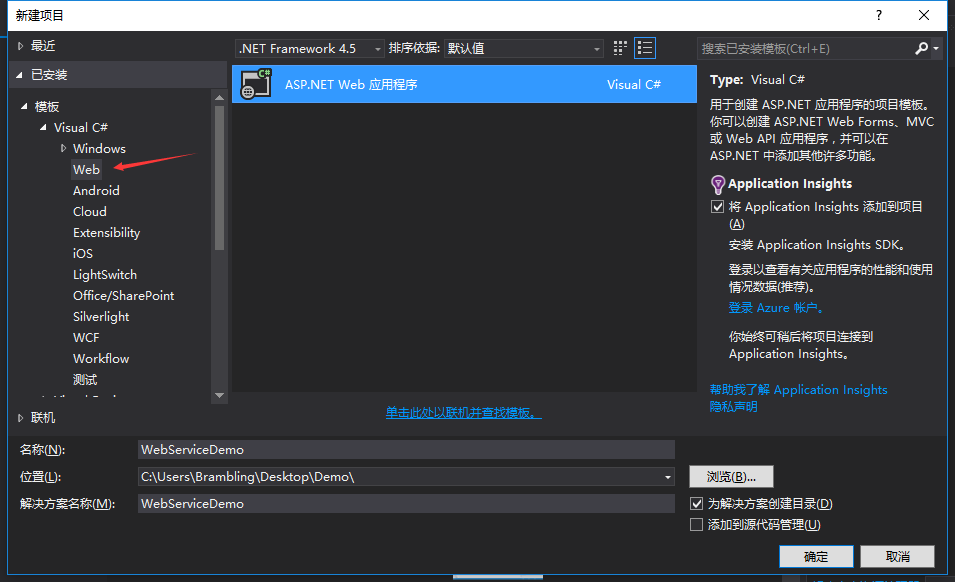 新建项目
?
最近
.NET Framework 4.5
排序依据:
默认值
搜索已安装模板(Ctrl+E)
已安装
模板
Visual C#
Windows
Web
Android
Cloud
Extensibility
iOS
LightSwitch
Office/SharePoint
Silverlight
WCF
Workflow
测试
联机
C#
ASP.NET Web 应用程序
Visual C#
单击此处以联机并查找模板。
Type: Visual C#
用于创建 ASP.NET 应用程序的项目模板。
你可以创建 ASP.NET Web Forms、MVC
或 Web API 应用程序，并可以在
ASP.NET 中添加其他许多功能。
Application Insights
将 Application Insights 添加到项目
(A)
安装 Application Insights SDK。
登录以查看有关应用程序的性能和使用
情况数据(推荐)。
登录 Azure 帐户。
你始终可稍后将项目连接到
Application Insights。
帮助我了解 Application Insights
隐私声明
名称(N):
WebServiceDemo
位置(L):
C:\Users\Brambling\Desktop\Demo\
浏览(B)...
解决方案名称(M):
WebServiceDemo
为解决方案创建目录(D)
添加到源代码管理(U)
确定
取消